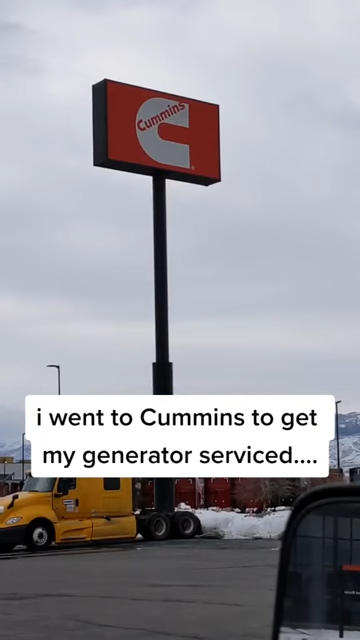 Cummins
i went to Cummins to get
my generator serviced....